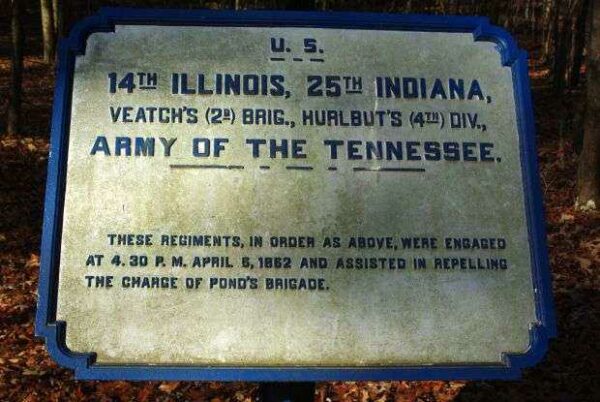 U. S.
14TH ILLINOIS, 25TH INDIANA,
VEATCH'S (2D) BRIG., HURLBUT'S (4TH) DIV.,
ARMY OF THE TENNESSEE.
THESE REGIMENTS, IN ORDER AS ABOVE, WERE ENGAGED
AT 4.30 P. M. APRIL 6, 1862 AND ASSISTED IN REPELLING
THE CHARGE OF POND'S BRIGADE.